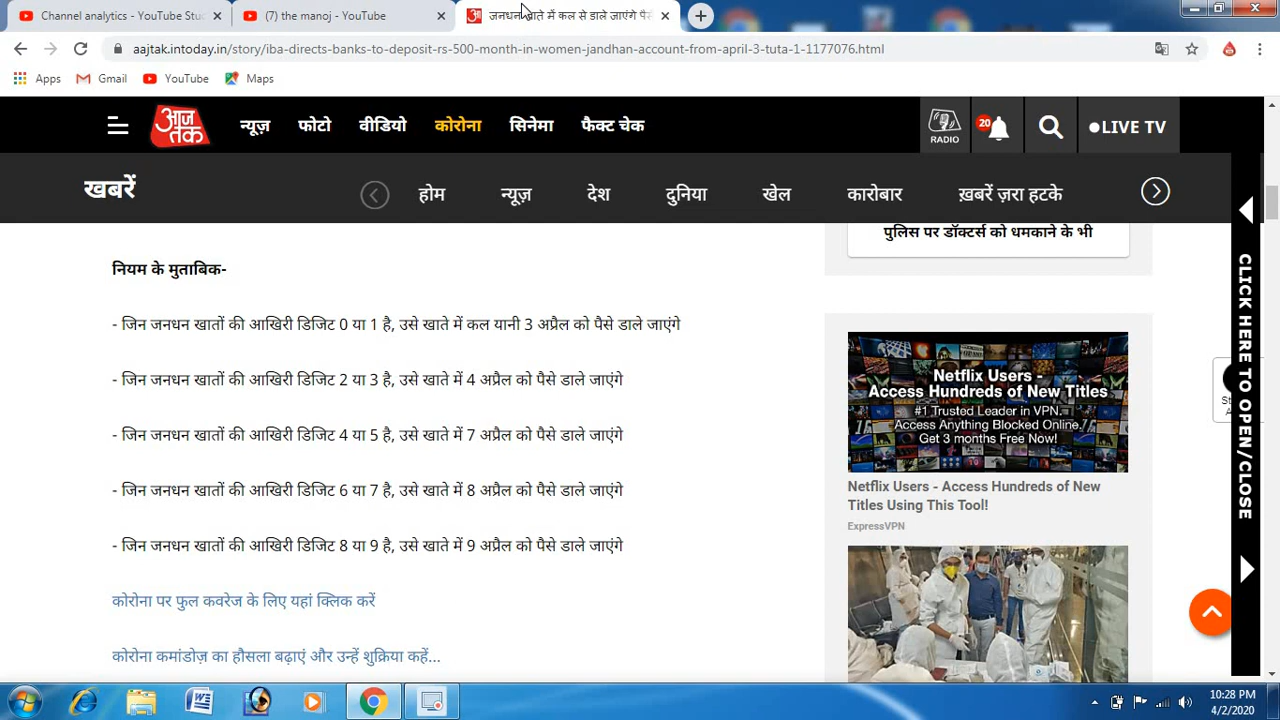 Channel analytics - YouTube Stu
(7) the manoj - YouTube
जनधन खाते में कल से डाले जाएंगे पैस
aajtak.intoday.in/story/iba-directs-banks-to-deposit-rs-500-month-in-women-jandhan-account-from-april-3-tuta-1-1177076.html
Apps
Gmail
YouTube
Maps
आज तक
न्यूज़
फोटो
वीडियो
कोरोना
सिनेमा
फैक्ट चेक
RADIO
20
LIVE TV
खबरें
होम
न्यूज़
देश
दुनिया
खेल
कारोबार
ख़बरें ज़रा हटके
पुलिस पर डॉक्टर्स को धमकाने के भी
नियम के मुताबिक-
- जिन जनधन खातों की आखिरी डिजिट 0 या 1 है, उसे खाते में कल यानी 3 अप्रैल को पैसे डाले जाएंगे
- जिन जनधन खातों की आखिरी डिजिट 2 या 3 है, उसे खाते में 4 अप्रैल को पैसे डाले जाएंगे
- जिन जनधन खातों की आखिरी डिजिट 4 या 5 है, उसे खाते में 7 अप्रैल को पैसे डाले जाएंगे
- जिन जनधन खातों की आखिरी डिजिट 6 या 7 है, उसे खाते में 8 अप्रैल को पैसे डाले जाएंगे
- जिन जनधन खातों की आखिरी डिजिट 8 या 9 है, उसे खाते में 9 अप्रैल को पैसे डाले जाएंगे
कोरोना पर फुल कवरेज के लिए यहां क्लिक करें
कोरोना कमांडोज़ का हौसला बढ़ाएं और उन्हें शुक्रिया कहें...
Netflix Users -
Access Hundreds of New Titles
#1 Trusted Leader in VPN.
Access Anything Blocked Online.
Get 3 months Free Now!
Netflix Users - Access Hundreds of New
Titles Using This Tool!
ExpressVPN
CLICK HERE TO OPEN/CLOSE
10:28 PM
4/2/2020